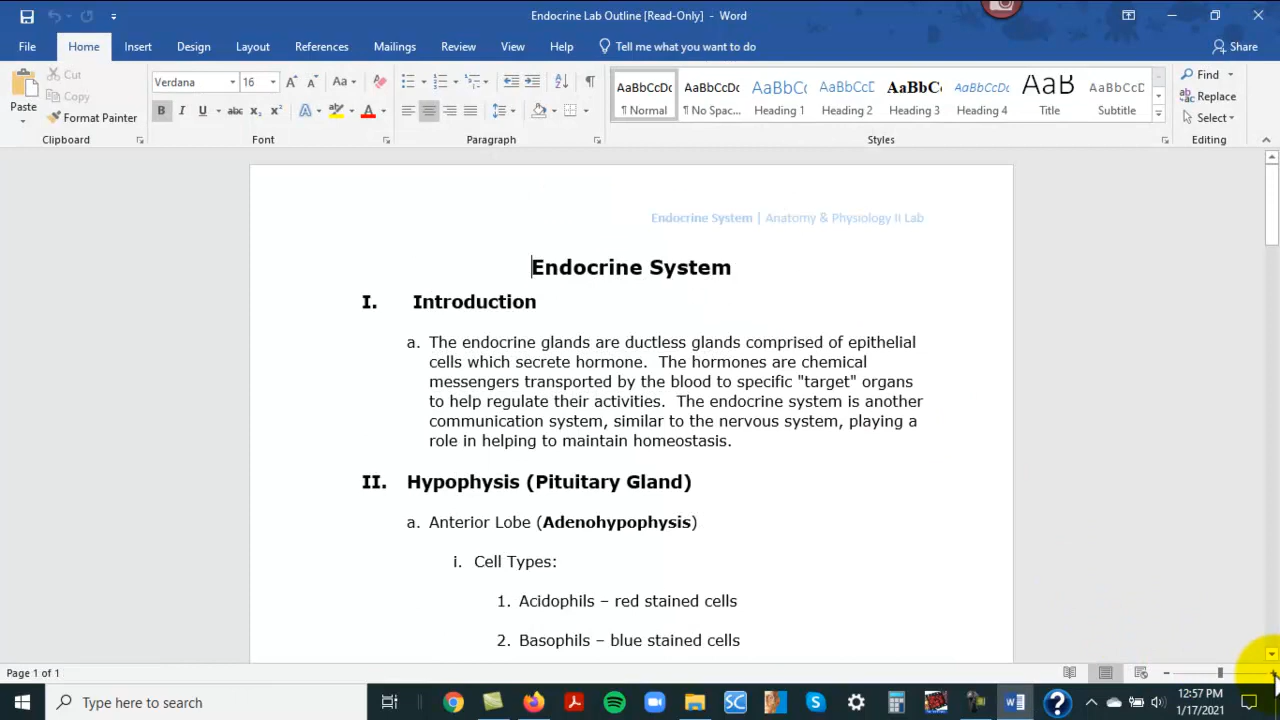 Endocrine Lab Outline [Read-Only] - Word
File Home Insert Design Layout References Mailings Review View Help Tell me what you want to do Share
Paste
Cut
Copy
Format Painter
Clipboard
Verdana 16
Font
Paragraph
AaBbCcDc AaBbCcDc AaBbC AaBbCcD AaBbC AaBbCcDc AaB AaBbCcD
¶ Normal ¶ No Spac... Heading 1 Heading 2 Heading 3 Heading 4 Title Subtitle
Styles
Find
Replace
Select
Editing
Endocrine System | Anatomy & Physiology II Lab
Endocrine System
I. Introduction
a. The endocrine glands are ductless glands comprised of epithelial
cells which secrete hormone. The hormones are chemical
messengers transported by the blood to specific "target" organs
to help regulate their activities. The endocrine system is another
communication system, similar to the nervous system, playing a
role in helping to maintain homeostasis.
II. Hypophysis (Pituitary Gland)
a. Anterior Lobe (Adenohypophysis)
i. Cell Types:
1. Acidophils – red stained cells
2. Basophils – blue stained cells
Page 1 of 1
Type here to search
12:57 PM
1/17/2021